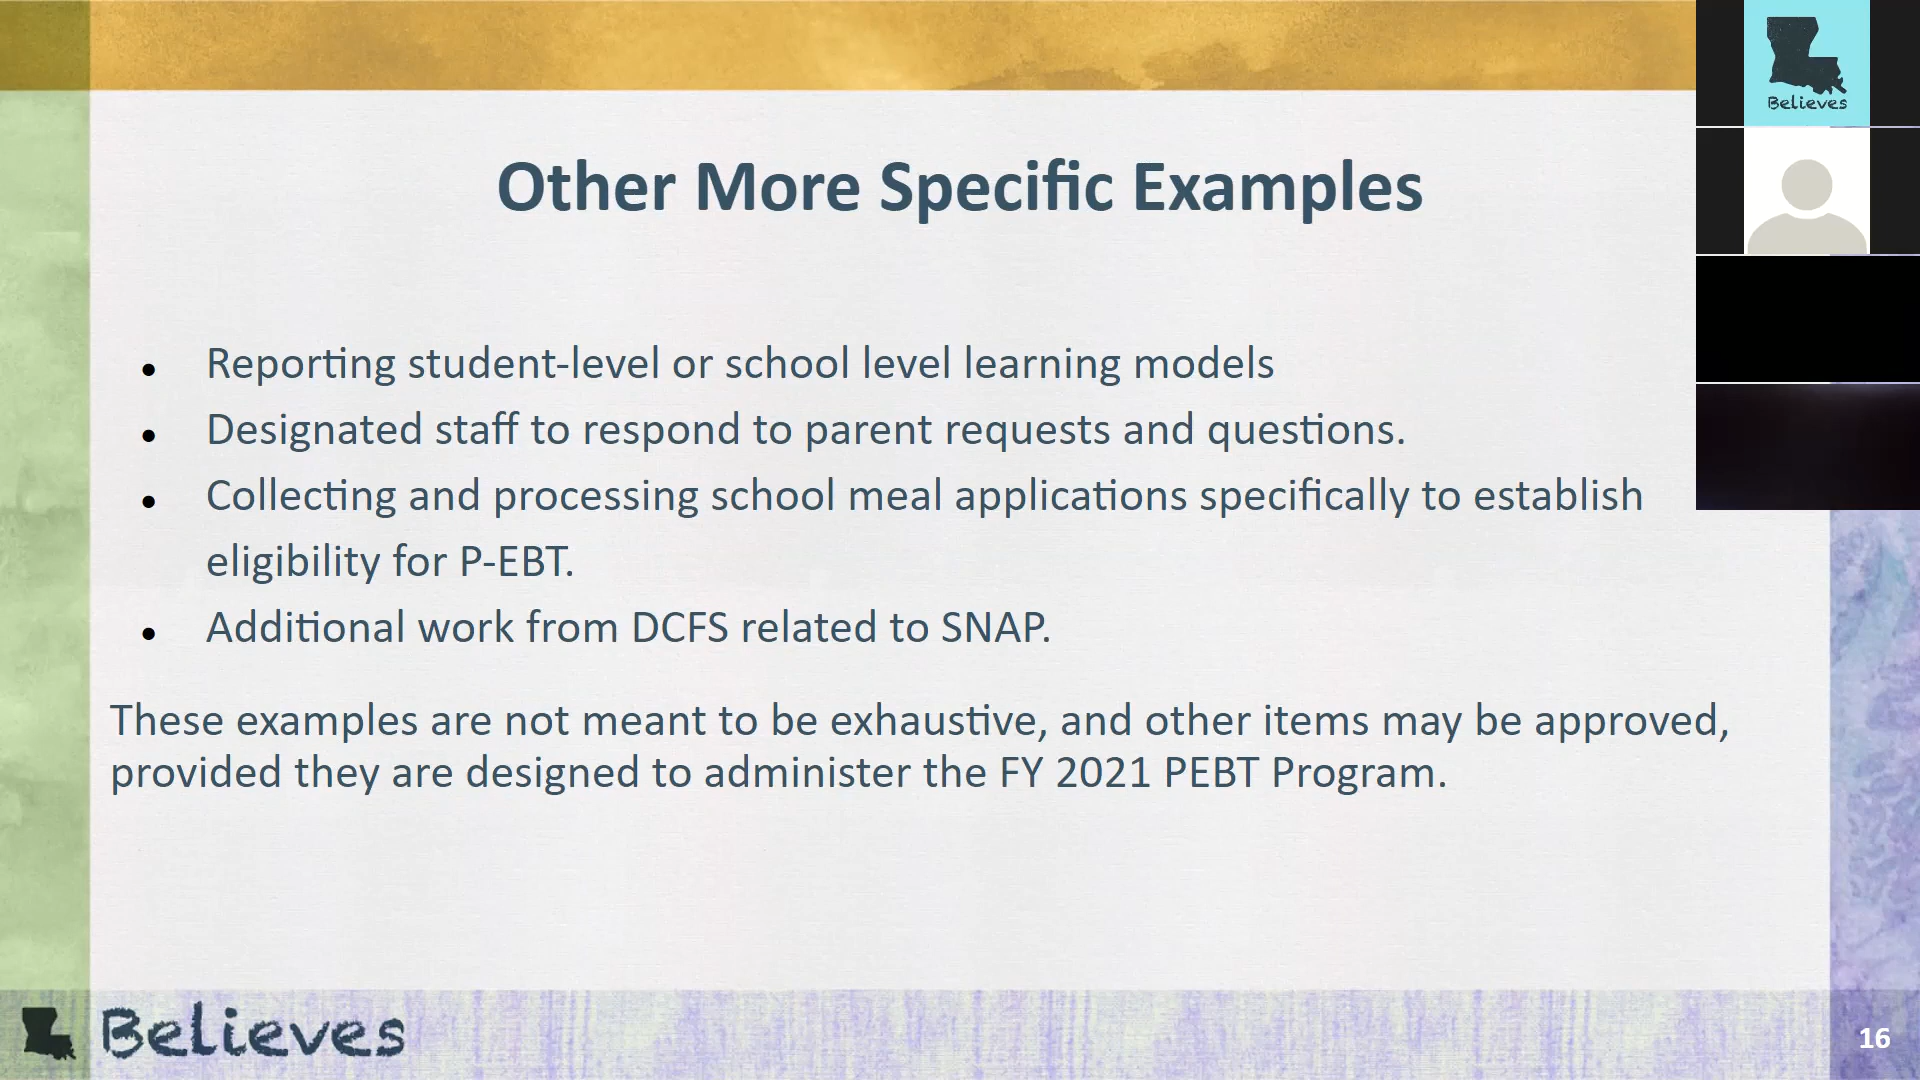 Believes
Other More Specific Examples
● Reporting student-level or school level learning models
● Designated staff to respond to parent requests and questions.
● Collecting and processing school meal applications specifically to establish
eligibility for P-EBT.
● Additional work from DCFS related to SNAP.
These examples are not meant to be exhaustive, and other items may be approved,
provided they are designed to administer the FY 2021 PEBT Program.
Believes
16